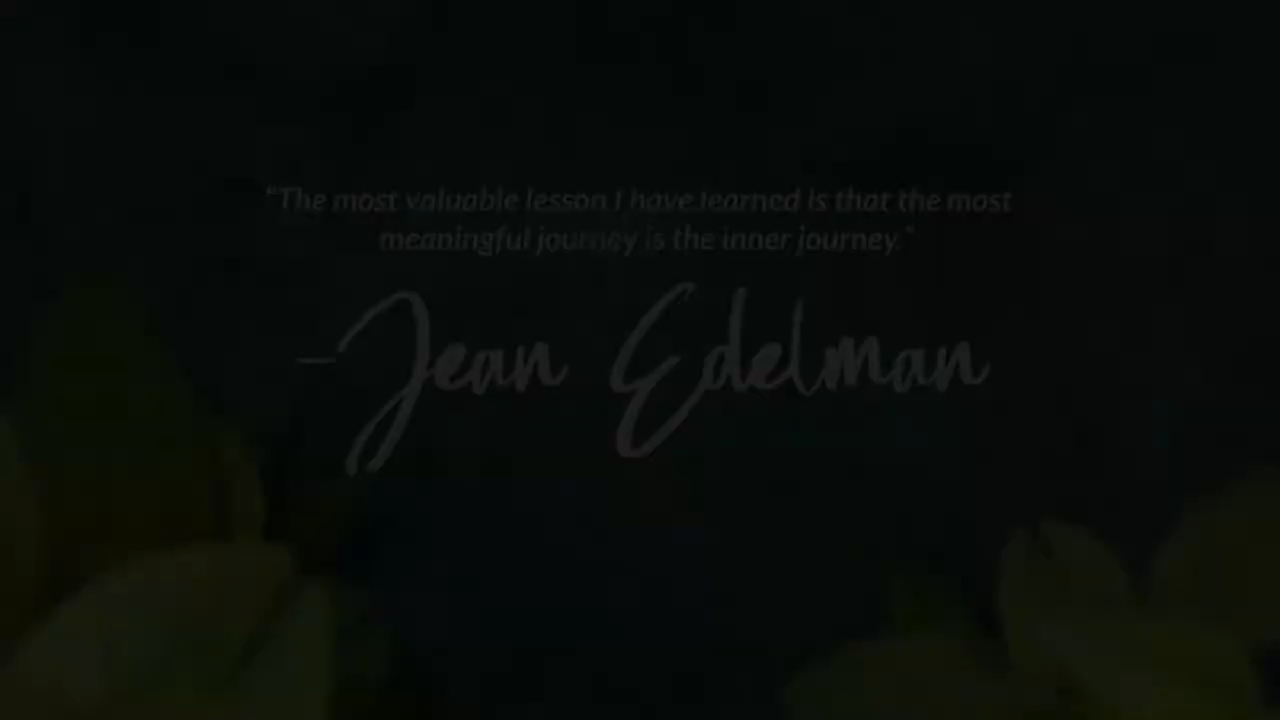 "The most valuable lesson I have learned is that the most
meaningful journey is the inner journey."
—Jean Edelman